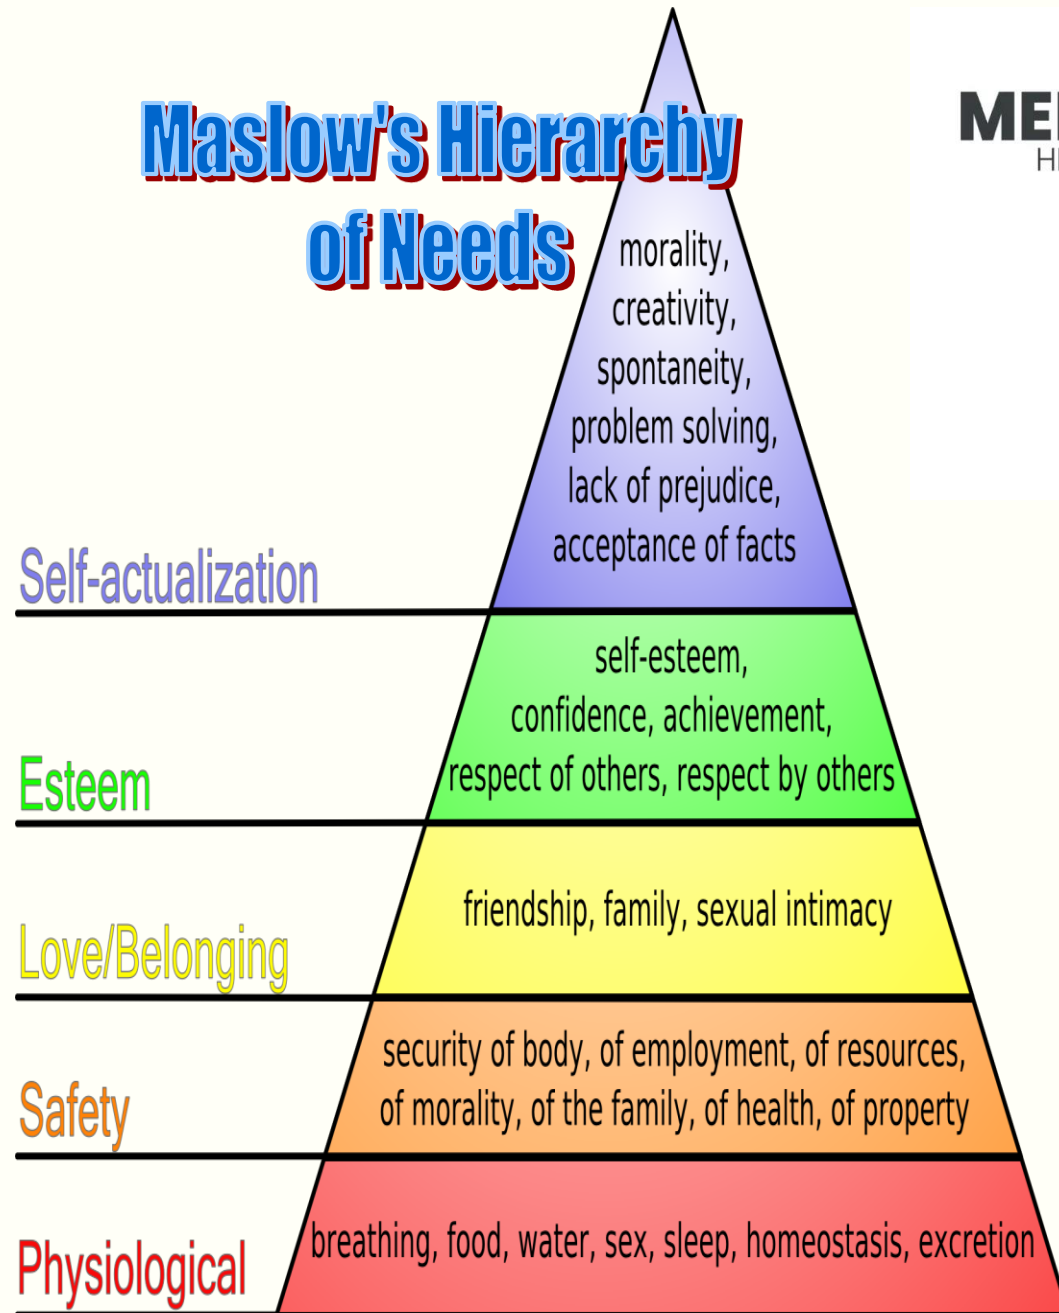 Maslow's Hierarchy
of Needs
morality,
creativity,
spontaneity,
problem solving,
lack of prejudice,
acceptance of facts
Self-actualization
self-esteem,
confidence, achievement,
respect of others, respect by others
Esteem
friendship, family, sexual intimacy
Love/Belonging
security of body, of employment, of resources,
of morality, of the family, of health, of property
Safety
breathing, food, water, sex, sleep, homeostasis, excretion
Physiological